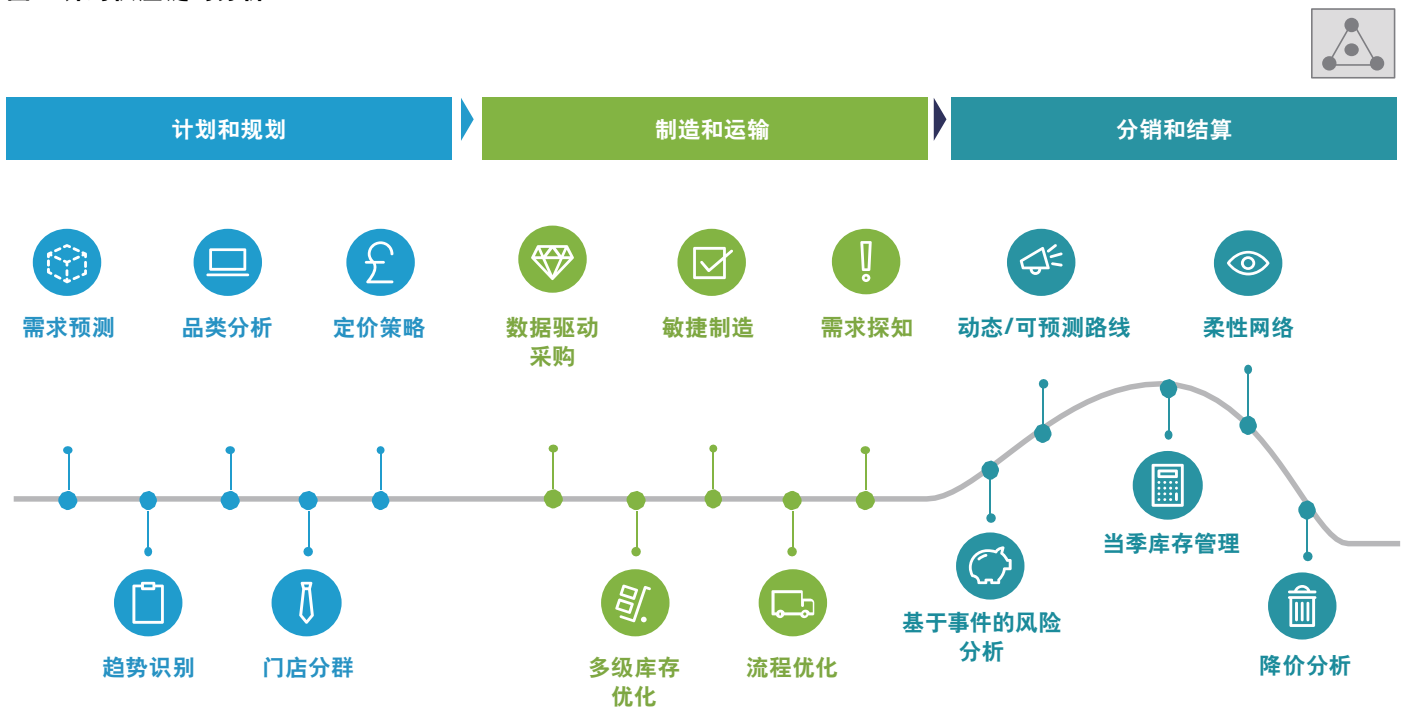 计划和规划
制造和运输
分销和结算
需求预测
品类分析
定价策略
数据驱动
采购
敏捷制造
需求探知
动态/可预测路线
柔性网络
趋势识别
门店分群
多级库存
优化
流程优化
基于事件的风险
分析
当季库存管理
降价分析